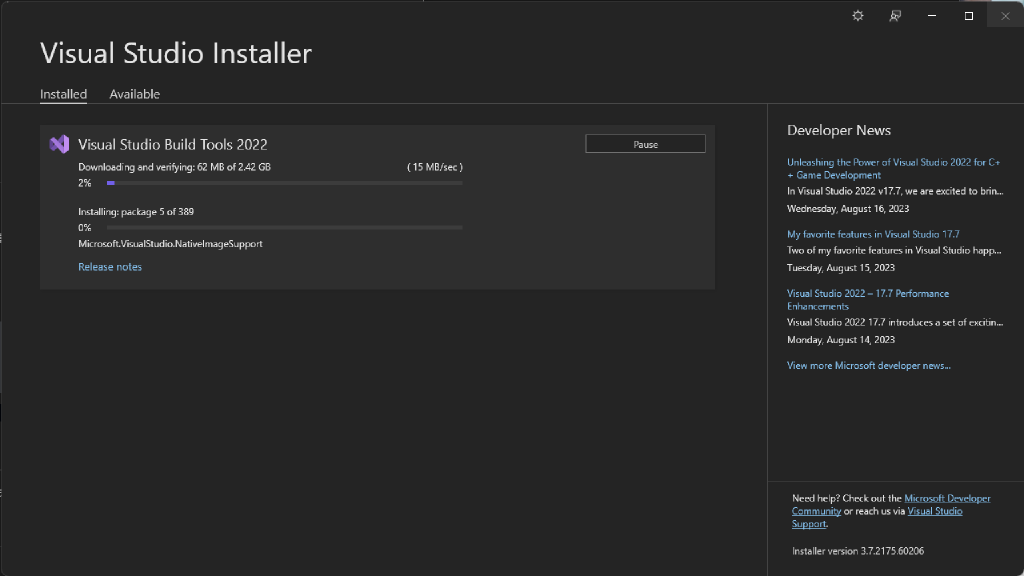 Visual Studio Installer
Installed
Available
Visual Studio Build Tools 2022
Pause
Downloading and verifying: 62 MB of 2.42 GB
( 15 MB/sec )
2%
Installing: package 5 of 389
0%
Microsoft.VisualStudio.NativeImageSupport
Release notes
Developer News
Unleashing the Power of Visual Studio 2022 for C+
+ Game Development
In Visual Studio 2022 v17.7, we are excited to brin...
Wednesday, August 16, 2023
My favorite features in Visual Studio 17.7
Two of my favorite features in Visual Studio happ...
Tuesday, August 15, 2023
Visual Studio 2022 – 17.7 Performance
Enhancements
Visual Studio 2022 17.7 introduces a set of excitin...
Monday, August 14, 2023
View more Microsoft developer news...
Need help? Check out the Microsoft Developer
Community or reach us via Visual Studio
Support.
Installer version 3.7.2175.60206